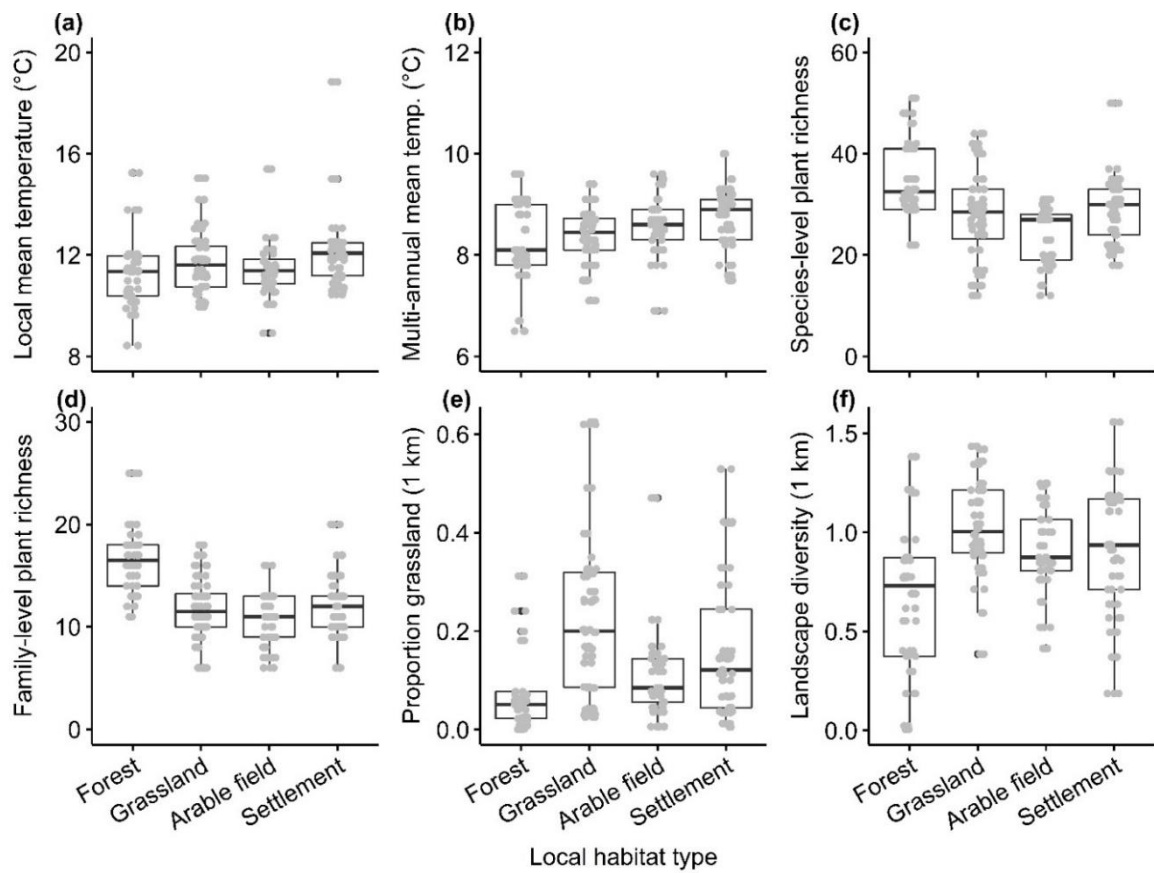 (a)
Local mean temperature (°C)
20
16
12
8
(b)
Multi-annual mean temp. (°C)
12
10
8
6
(c)
Species-level plant richness
60
40
20
0
(d)
Family-level plant richness
30
20
10
0
Forest
Grassland
Arable field
Settlement
(e)
Proportion grassland (1 km)
0.6
0.4
0.2
0.0
Forest
Grassland
Arable field
Settlement
(f)
Landscape diversity (1 km)
1.5
1.0
0.5
0.0
Forest
Grassland
Arable field
Settlement
Local habitat type